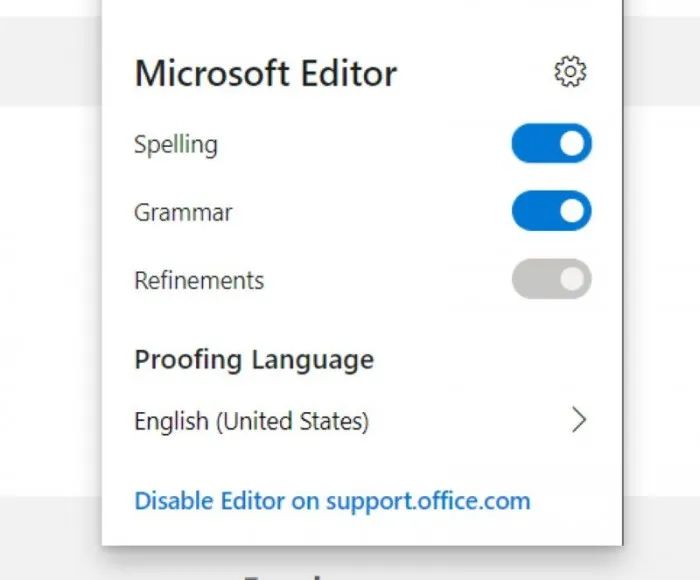 Microsoft Editor
Spelling
Grammar
Refinements
Proofing Language
English (United States)
Disable Editor on support.office.com